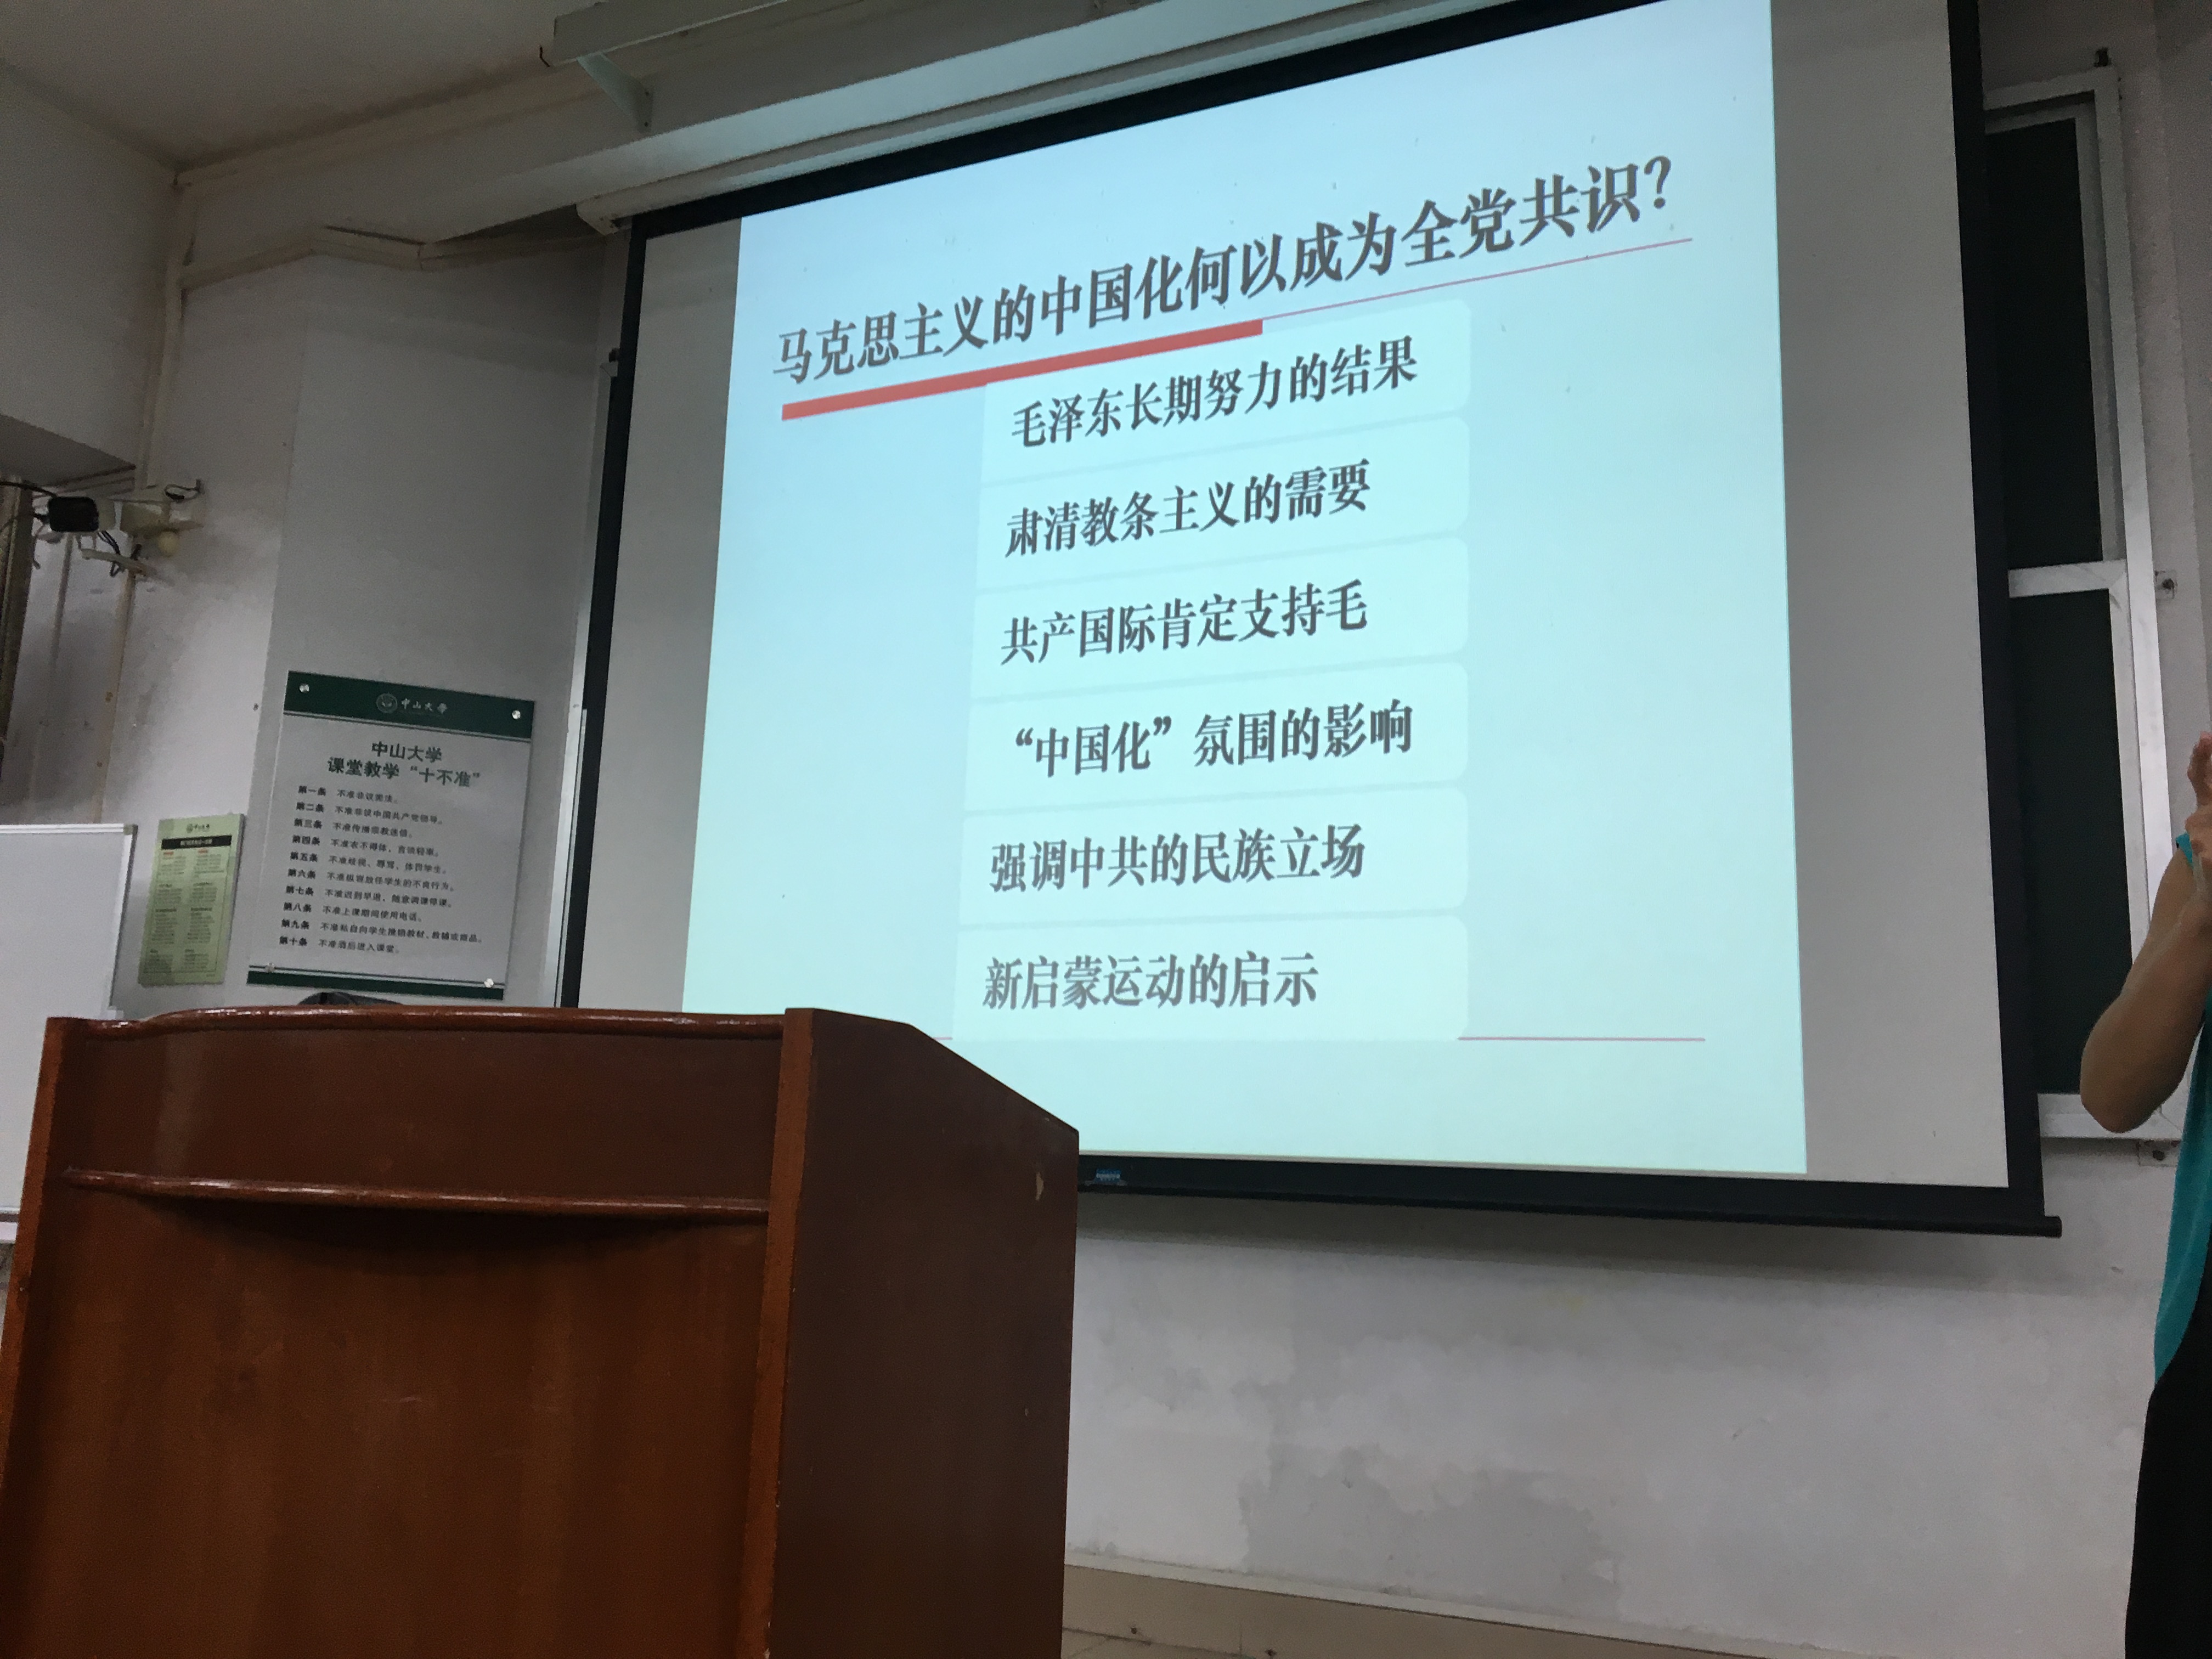 马克思主义的中国化何以成为全党共识？
毛泽东长期努力的结果
肃清教条主义的需要
共产国际肯定支持毛
“中国化”氛围的影响
强调中共的民族立场
新启蒙运动的启示
中山大学
中山大学
课堂教学“十不准”
第一条 不准非议宪法。
第二条 不准非议中国共产党领导。
第三条 不准传播宗教迷信。
第四条 不准衣不得体，言谈轻率。
第五条 不准歧视、辱骂、体罚学生。
第六条 不准纵容放任学生的不良行为。
第七条 不准迟到早退，随意调课停课。
第八条 不准上课期间使用电话。
第九条 不准私自向学生推销教材、教辅或商品。
第十条 不准酒后进入课堂。
中山大学